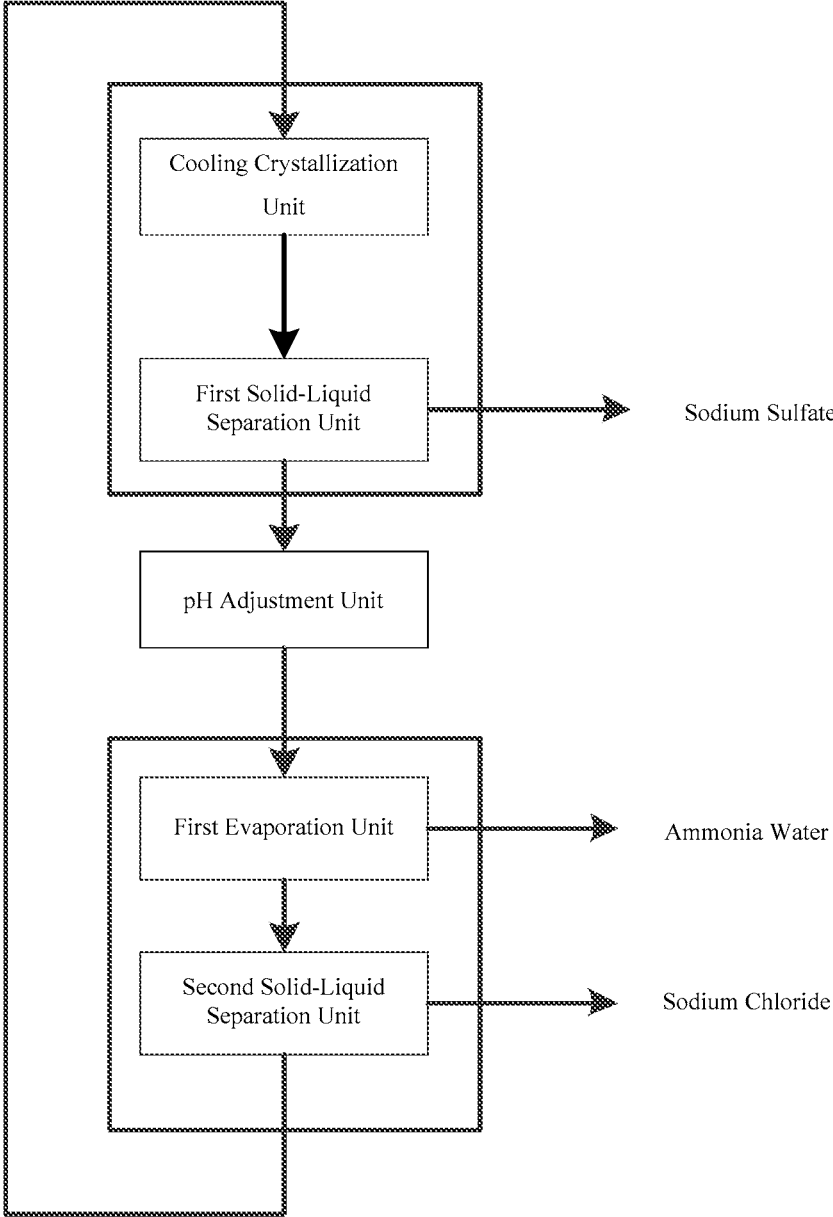 Cooling Crystallization
Unit
First Solid-Liquid
Separation Unit
Sodium Sulfate
pH Adjustment Unit
First Evaporation Unit
Ammonia Water
Second Solid-Liquid
Separation Unit
Sodium Chloride